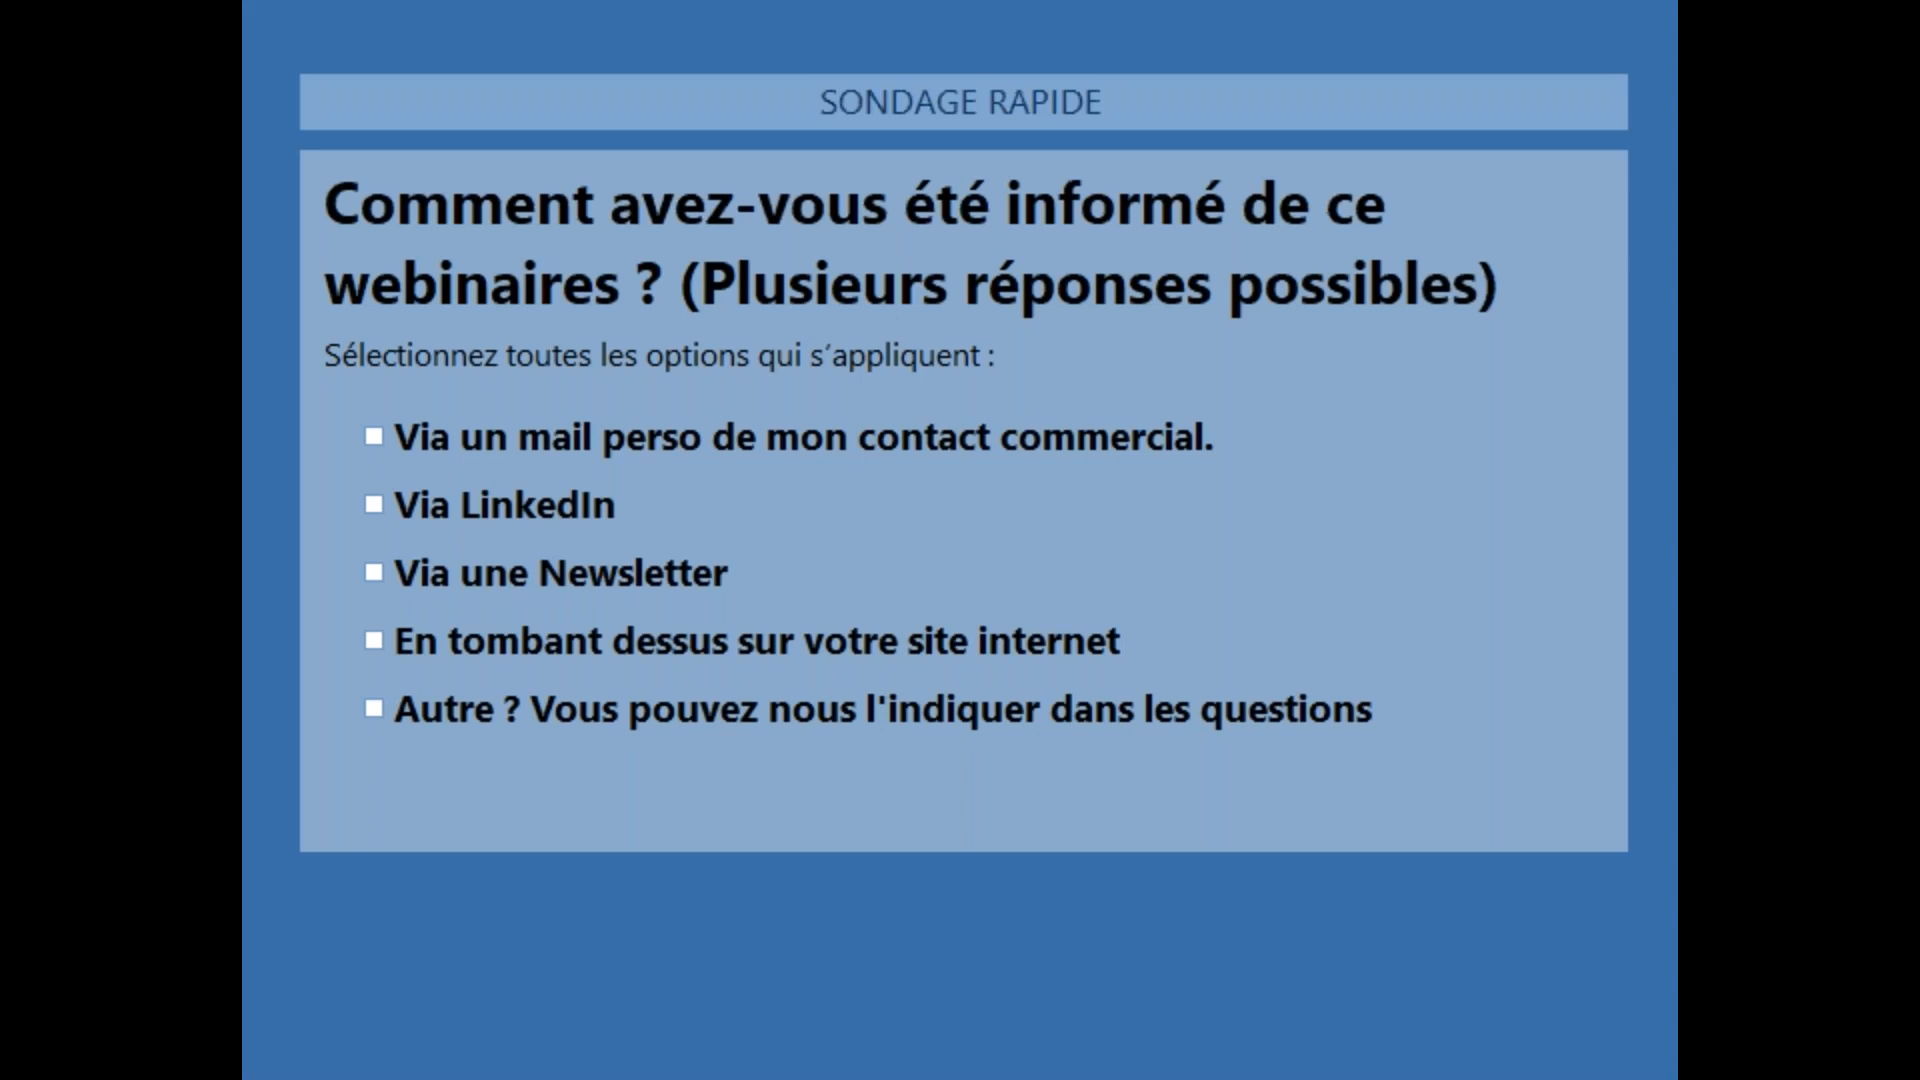 SONDAGE RAPIDE
Comment avez-vous été informé de ce
webinaires ? (Plusieurs réponses possibles)
Sélectionnez toutes les options qui s’appliquent :
Via un mail perso de mon contact commercial.
Via LinkedIn
Via une Newsletter
En tombant dessus sur votre site internet
Autre ? Vous pouvez nous l'indiquer dans les questions